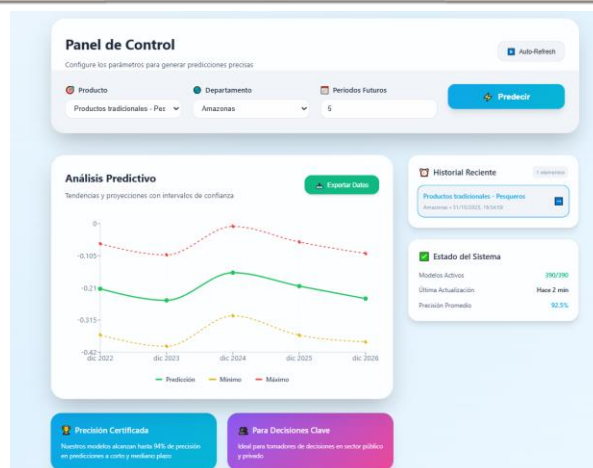 Panel de Control
Configure los parámetros para generar predicciones precisas
Auto-Refresh
Producto
Departamento
Periodos Futuros
Productos tradicionales - Pes
Amazonas
5
Predecir
Análisis Predictivo
Tendencias y proyecciones con intervalos de confianza
Exportar Datos
0
-0.105
-0.21
-0.315
-0.42
dic 2022
dic 2023
dic 2024
dic 2025
dic 2026
Predicción
Mínimo
Máximo
Historial Reciente
1 elementos
Productos tradicionales - Pesqueros
Amazonas • 31/10/2025,
Estado del Sistema
Modelos Activos
390/390
Última Actualización
Hace 2 min
Precisión Promedio
92.5%
Precisión Certificada
Nuestros modelos alcanzan hasta 94% de precisión
en predicciones a corto y mediano plazo
Para Decisiones Clave
Ideal para tomadores de decisiones en sector público
y privado